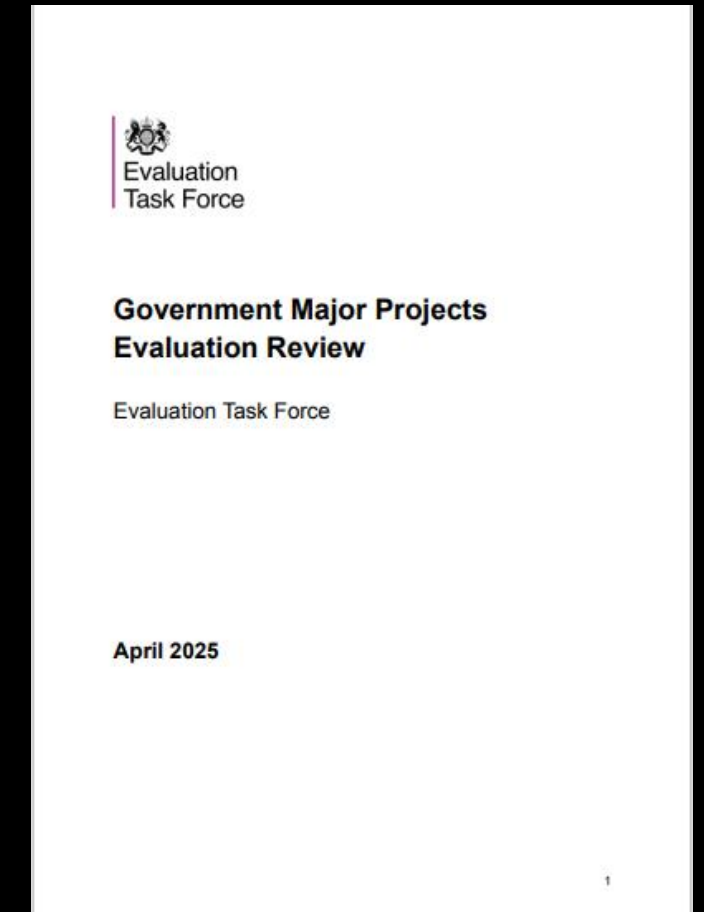 Evaluation
Task Force
Government Major Projects
Evaluation Review
Evaluation Task Force
April 2025
1